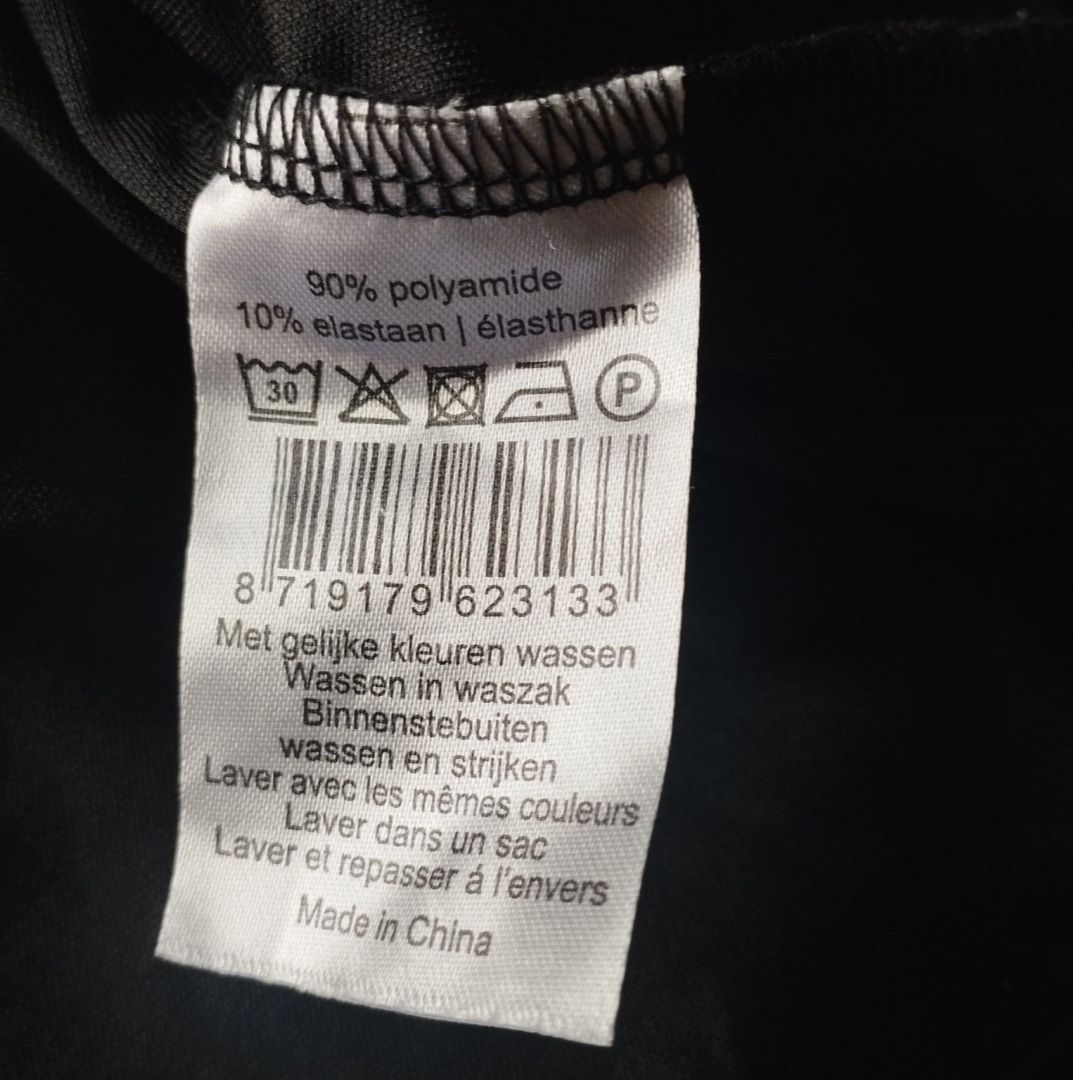 90% polyamide
10% elastaan | élasthanne
30 P
8 719179 623133
Met gelijke kleuren wassen
Wassen in waszak
Binnenstebuiten
wassen en strijken
Laver avec les mêmes couleurs
Laver dans un sac
Laver et repasser á l'envers
Made in China